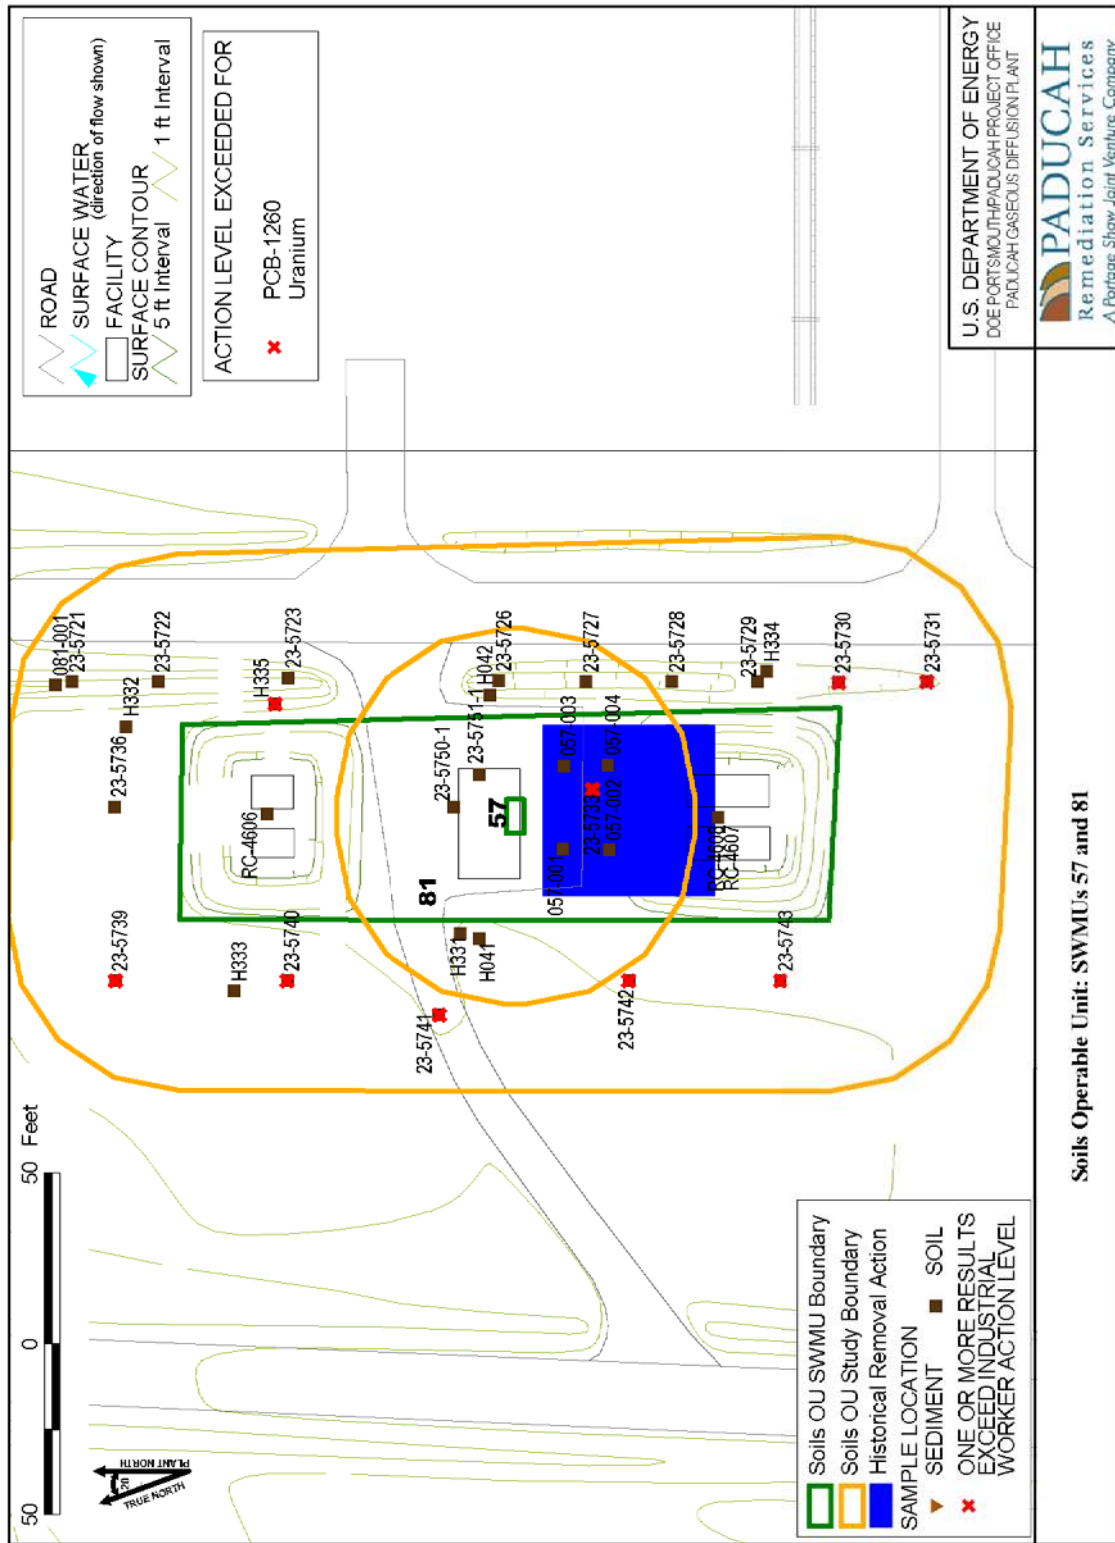 50
0
50
Feet
TRUE NORTH
20
PLANT NORTH
ROAD
SURFACE WATER
(direction of flow shown)
FACILITY
SURFACE CONTOUR
5 ft Interval
1 ft Interval
ACTION LEVEL EXCEEDED FOR
PCB-1260
Uranium
081-001
23-5721
23-5722
H332
23-5736
H335
23-5723
RC-4606
23-5739
H333
23-5740
23-5741
H331
H041
81
57
23-5750-1
23-5751-1
H042
23-5726
23-5727
23-5728
23-5729
H334
23-5730
23-5731
057-003
057-004
23-5733
057-002
057-001
RC-4608
RC-4607
23-5742
23-5743
Soils OU SWMU Boundary
Soils OU Study Boundary
Historical Removal Action
SAMPLE LOCATION
SEDIMENT
SOIL
ONE OR MORE RESULTS
EXCEED INDUSTRIAL
WORKER ACTION LEVEL
U.S. DEPARTMENT OF ENERGY
DOE PORTSMOUTH/PADUCAH PROJECT OFFICE
PADUCAH GASEOUS DIFFUSION PLANT
PADUCAH
Remediation Services
A Portage Shaw Joint Venture Company
Soils Operable Unit: SWMUs 57 and 81